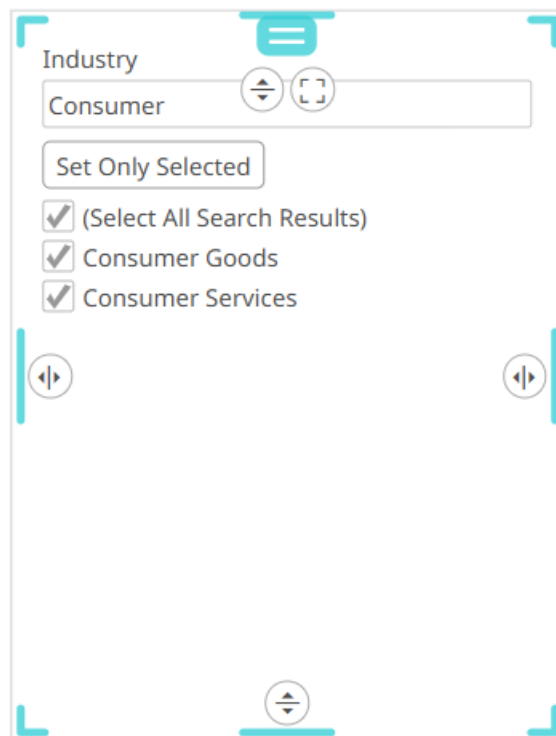 Industry
Consumer
Set Only Selected
(Select All Search Results)
Consumer Goods
Consumer Services